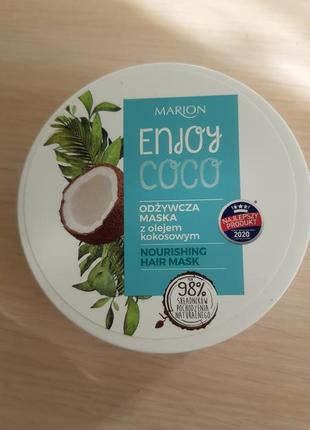 MARION
ENJOY
COCO
ODŻYWCZA
MASKA
z olejem
kokosowym
NOURISHING
HAIR MASK
NAJLEPSZY
PRODUKT
2020
98%
SKŁADNIKÓW
POCHODZENIA
NATURALNEGO